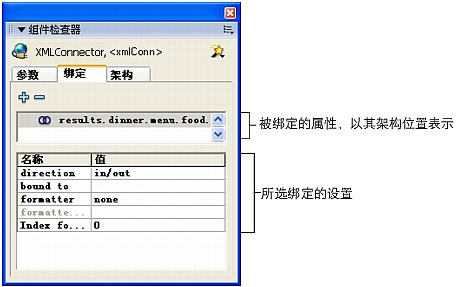 组件检查器
XMLConnector, <xmlConn>
参数 绑定 架构
results.dinner.menu.food.
被绑定的属性，以其架构位置表示
名称 值
direction in/out
bound to
formatter none
formatte...
Index fo... 0
所选绑定的设置